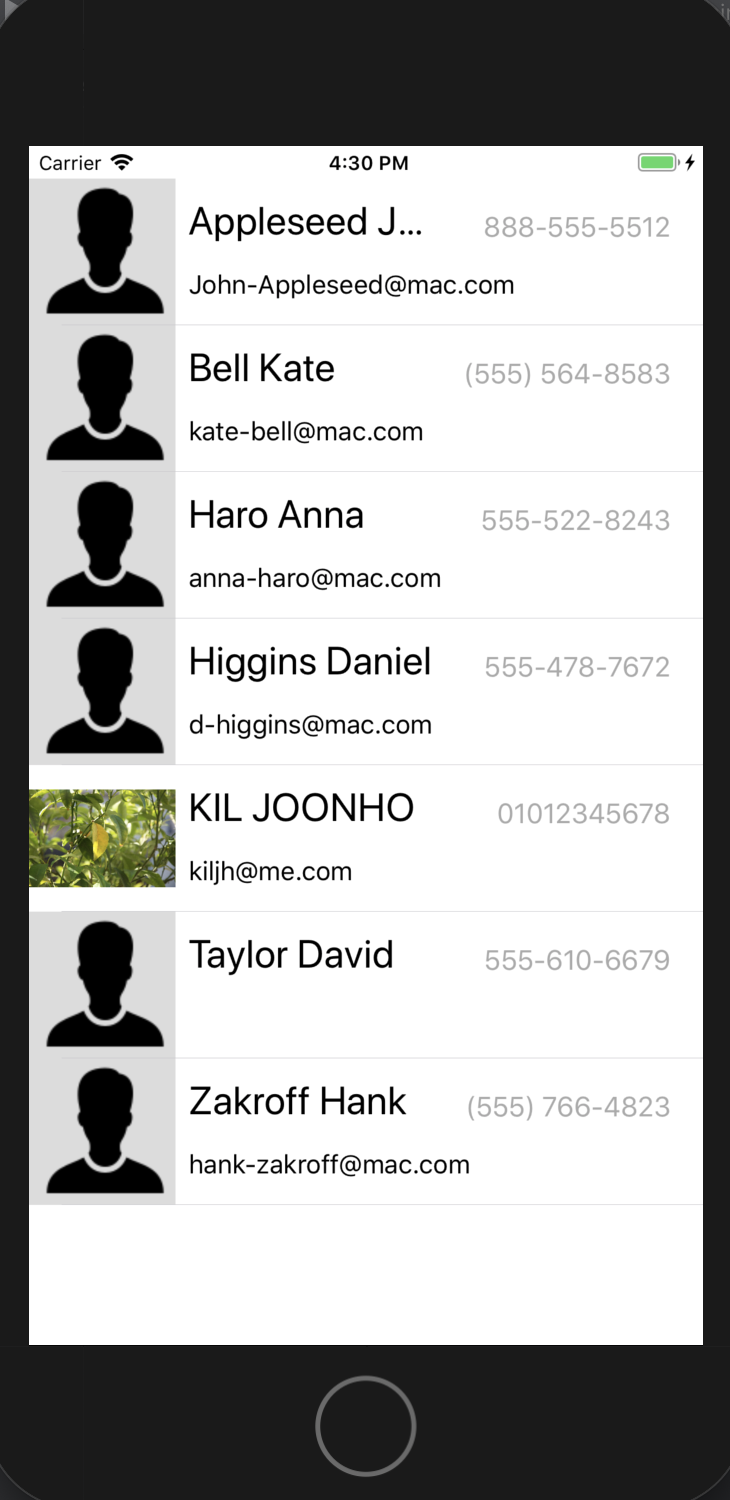 Carrier 4:30 PM
Appleseed J... 888-555-5512
John-Appleseed@mac.com
Bell Kate (555) 564-8583
kate-bell@mac.com
Haro Anna 555-522-8243
anna-haro@mac.com
Higgins Daniel 555-478-7672
d-higgins@mac.com
KIL JOONHO 01012345678
kiljh@me.com
Taylor David 555-610-6679
Zakroff Hank (555) 766-4823
hank-zakroff@mac.com